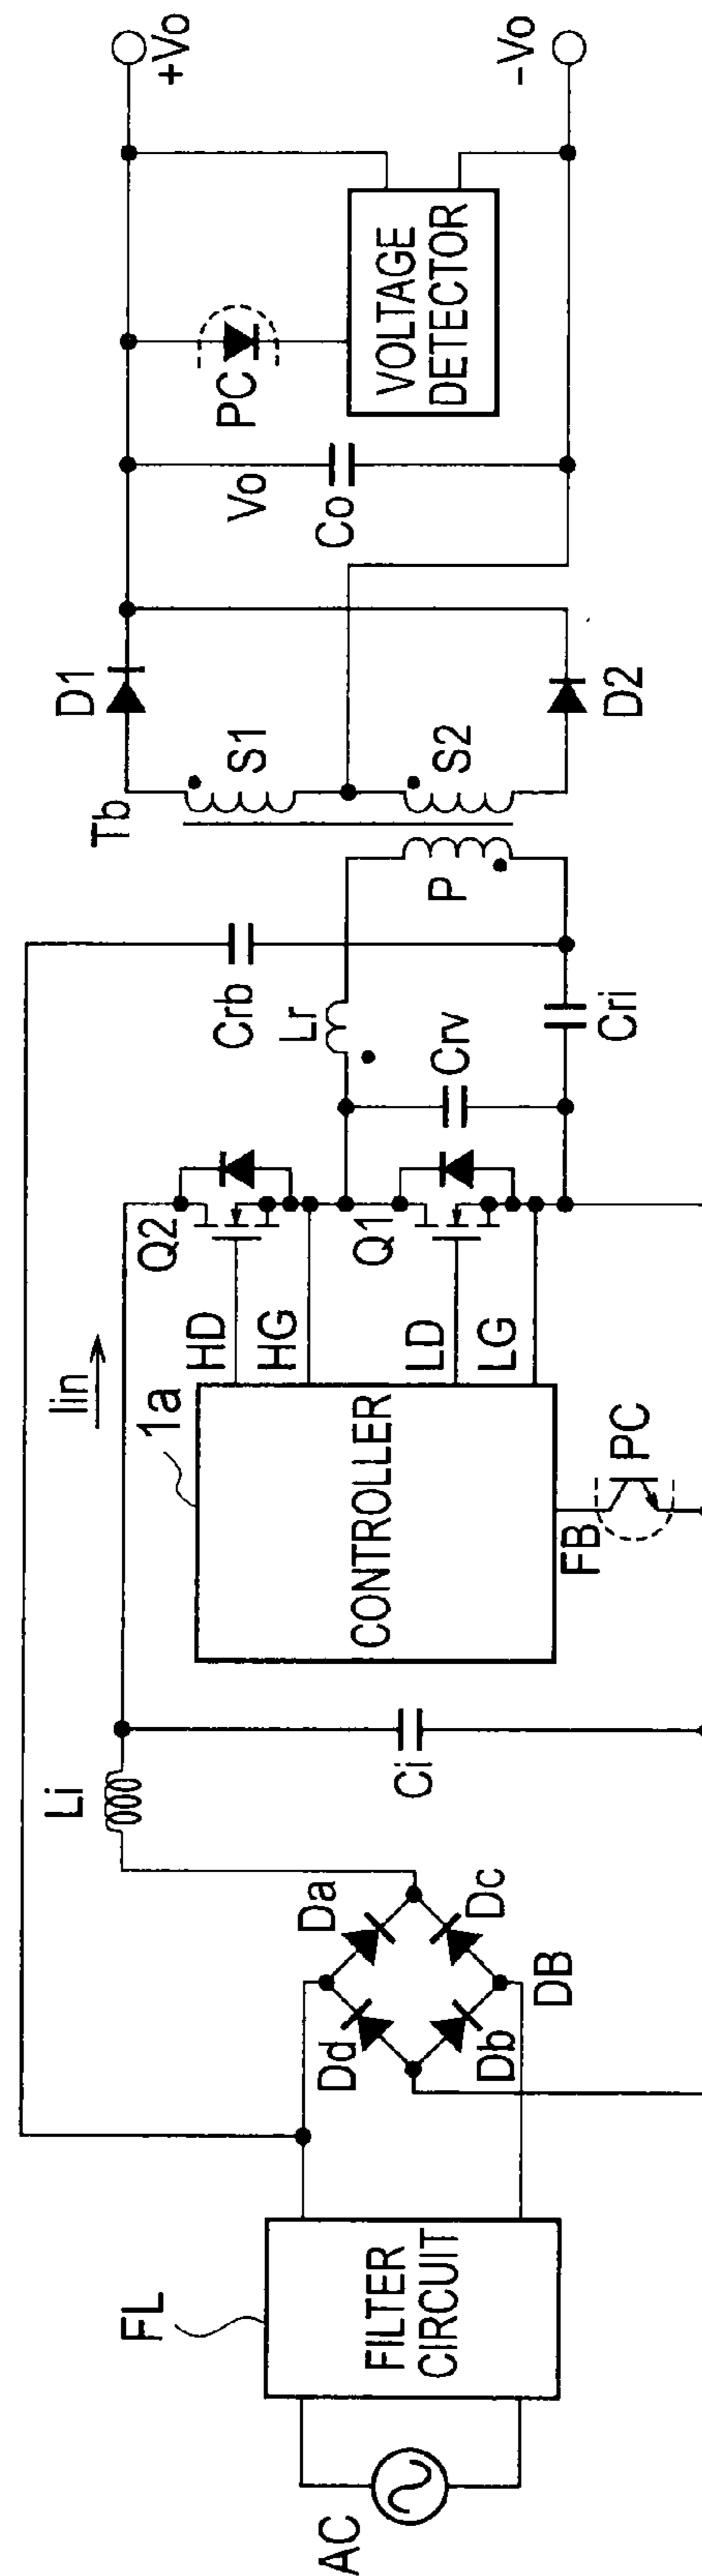 AC
FL
FILTER
CIRCUIT
Dd
Da
Db
Dc
DB
Li
Ci
Iin
1a
CONTROLLER
FB
PC
HD
HG
LD
LG
Q2
Q1
Crb
Lr
Crv
Cri
Tb
P
S1
S2
D1
D2
Vo
Co
PC
VOLTAGE
DETECTOR
+Vo
-Vo